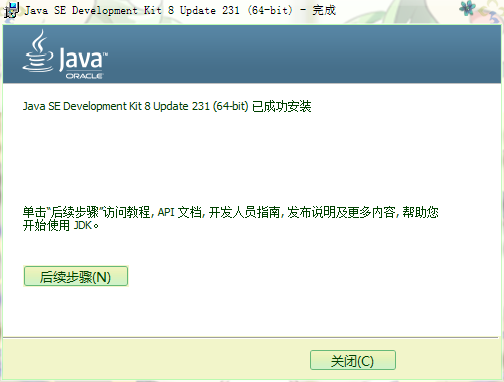 Java SE Development Kit 8 Update 231 (64-bit) - 完成
Java™
ORACLE
Java SE Development Kit 8 Update 231 (64-bit) 已成功安装
单击“后续步骤”访问教程, API 文档, 开发人员指南, 发布说明及更多内容, 帮助您
开始使用 JDK。
后续步骤(N)
关闭(C)